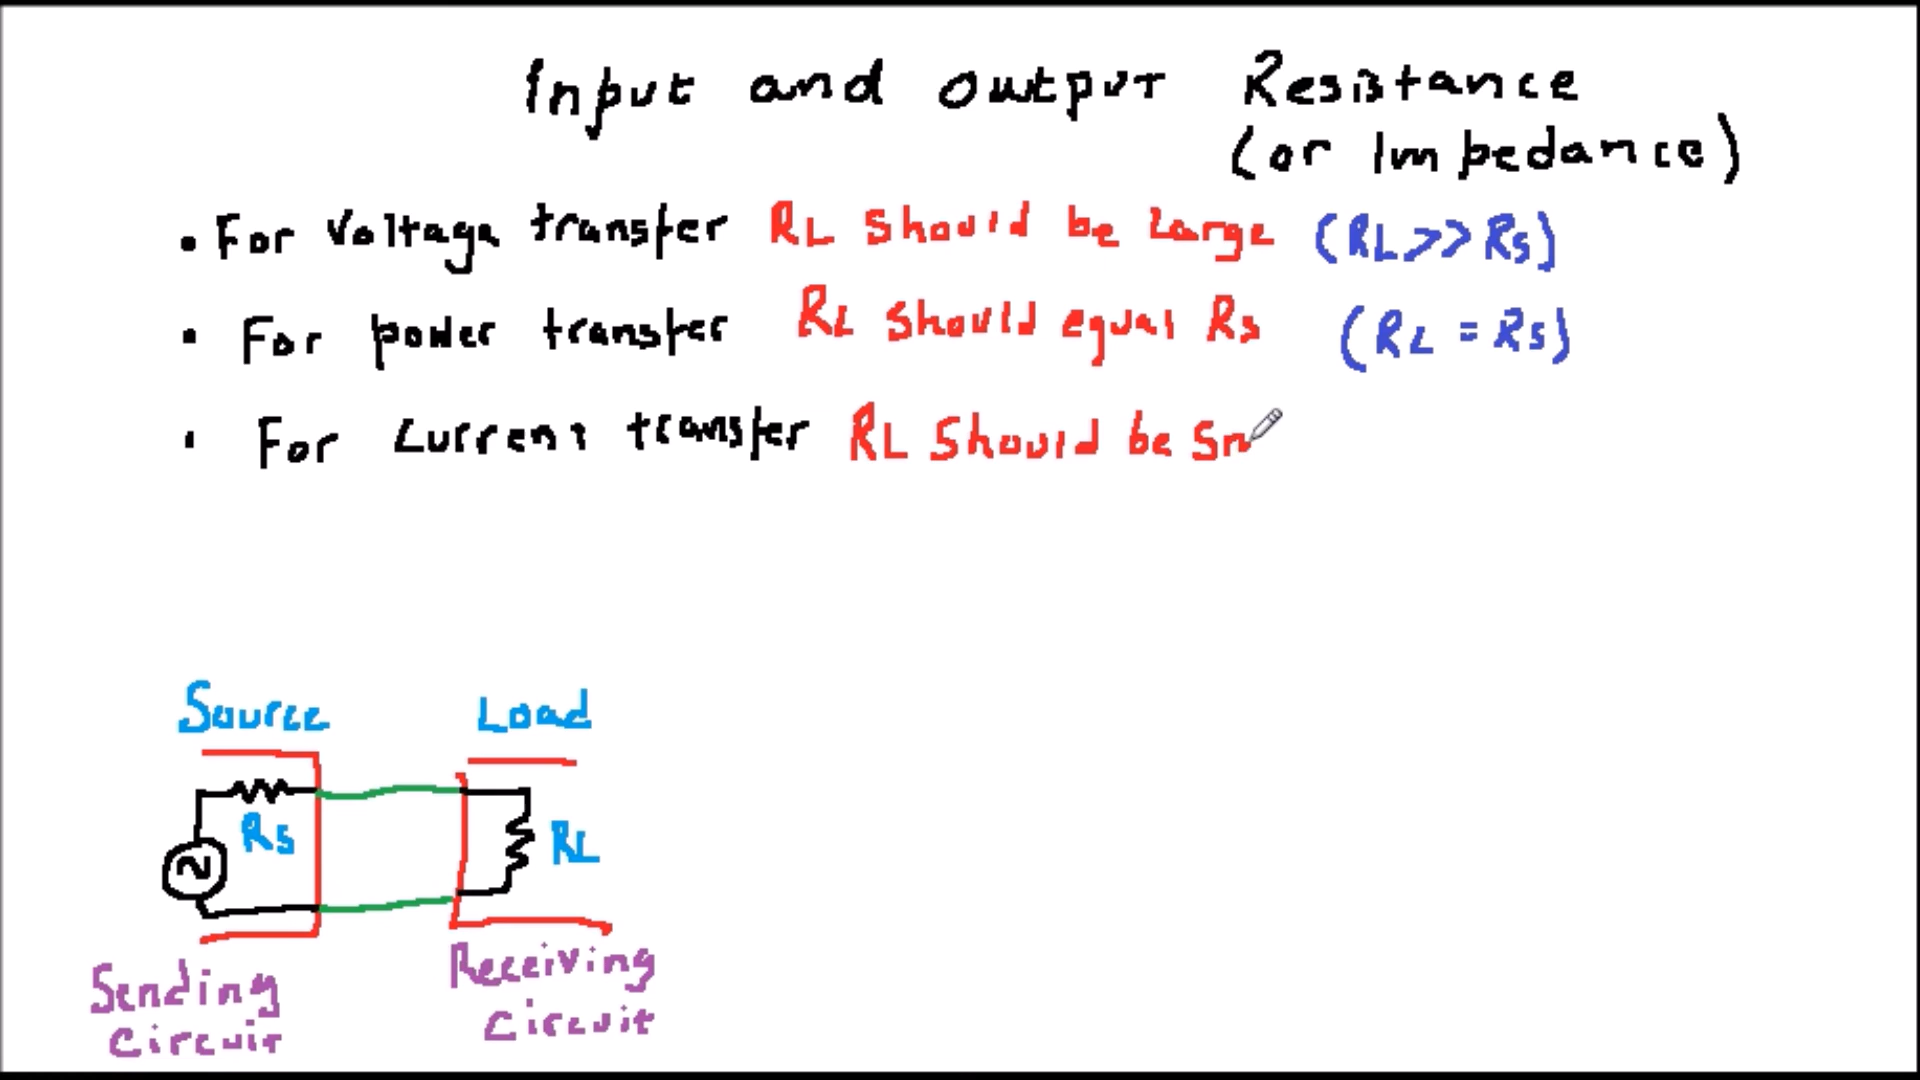 Input and output Resistance
(or Impedance)
• For Voltage transfer RL should be Large (RL>>Rs)
• For power transfer RL should equal Rs (RL = Rs)
• For Current transfer RL should be Sm
Source Load
Rs RL
Sending Receiving
circuit circuit